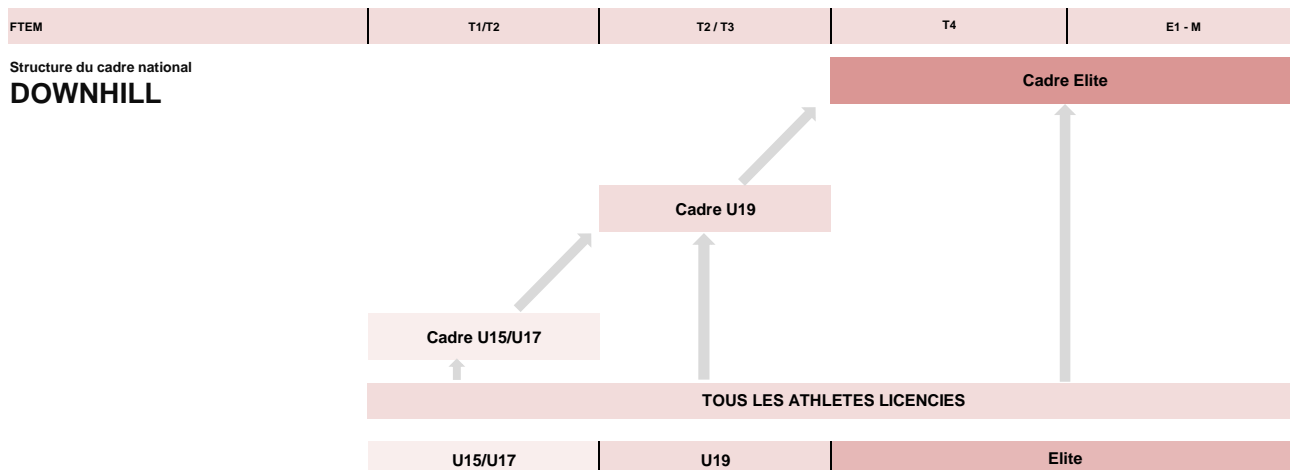 FTEM T1/T2 T2 / T3 T4 E1 - M
Structure du cadre national
DOWNHILL
Cadre Elite
Cadre U19
Cadre U15/U17
TOUS LES ATHLETES LICENCIES
U15/U17 U19 Elite